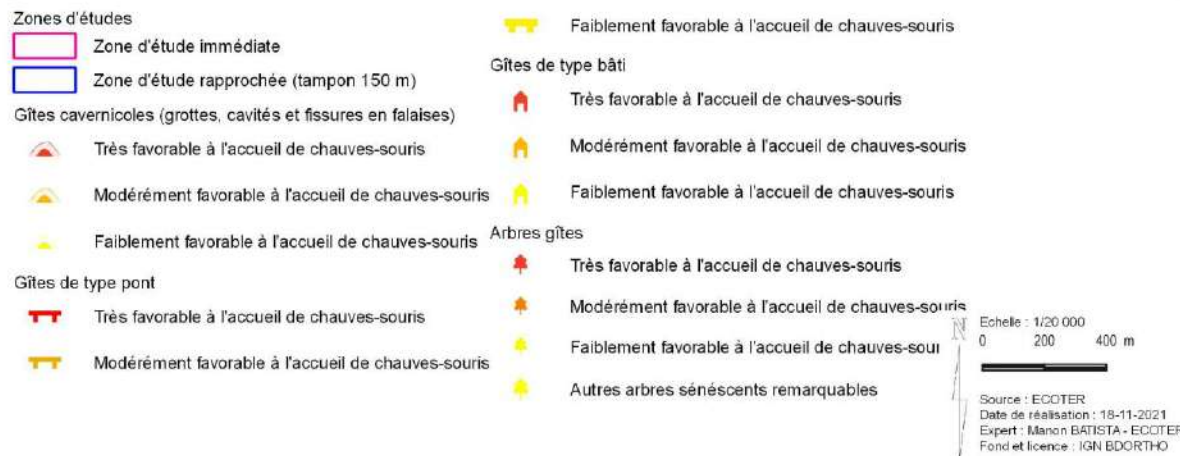 Zones d'études
Zone d'étude immédiate
Zone d'étude rapprochée (tampon 150 m)
Gîtes cavernicoles (grottes, cavités et fissures en falaises)
Très favorable à l'accueil de chauves-souris
Modérément favorable à l'accueil de chauves-souris
Faiblement favorable à l'accueil de chauves-souris
Gîtes de type pont
Très favorable à l'accueil de chauves-souris
Modérément favorable à l'accueil de chauves-souris
Faiblement favorable à l'accueil de chauves-souris
Gîtes de type bâti
Très favorable à l'accueil de chauves-souris
Modérément favorable à l'accueil de chauves-souris
Faiblement favorable à l'accueil de chauves-souris
Arbres gîtes
Très favorable à l'accueil de chauves-souris
Modérément favorable à l'accueil de chauves-souris
Faiblement favorable à l'accueil de chauves-souri
Autres arbres sénéscents remarquables
N
Echelle : 1/20 000
0 200 400 m
Source : ECOTER
Date de réalisation : 18-11-2021
Expert : Manon BATISTA - ECOTER
Fond et licence : IGN BDORTHO